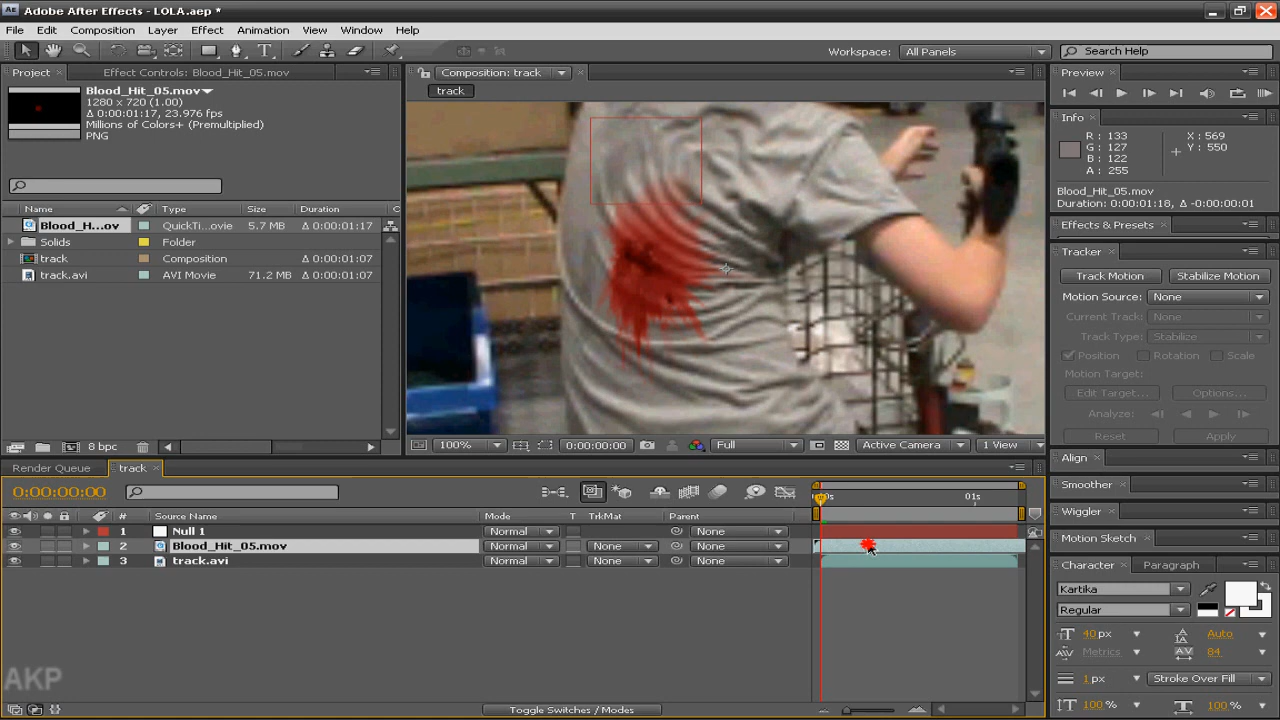 Adobe After Effects - LOLA.aep *
File Edit Composition Layer Effect Animation View Window Help
Workspace: All Panels Search Help
Project Effect Controls: Blood_Hit_05.mov
Composition: track
Preview
Blood_Hit_05.mov
1280 x 720 (1.00)
Δ 0:00:01:17, 23.976 fps
Millions of Colors+ (Premultiplied)
PNG
track
Info
R : 133
G : 127
B : 122
A : 255
X : 569
Y : 550
Blood_Hit_05.mov
Duration: 0:00:01:18, Δ -0:00:00:01
Name Type Size Duration C
Blood_H...ov QuickTi...ovie 5.7 MB Δ 0:00:01:17
Solids Folder
track Composition Δ 0:00:01:07
track.avi AVI Movie 71.2 MB Δ 0:00:01:07
Effects & Presets
Tracker
Track Motion Stabilize Motion
Motion Source: None
Current Track: None
Track Type: Stabilize
Position Rotation Scale
Motion Target:
Edit Target... Options...
Analyze:
Reset Apply
8 bpc
100% 0:00:00:00 Full Active Camera 1 View
Align
Smoother
Wiggler
Motion Sketch
Character Paragraph
Kartika
Regular
40 px Auto
Metrics 84
1 px Stroke Over Fill
100 % 100 %
Render Queue track
0:00:00:00
01s
# Source Name Mode T TrkMat Parent
1 Null 1 Normal None
2 Blood_Hit_05.mov Normal None None
3 track.avi Normal None None
AKP
Toggle Switches / Modes